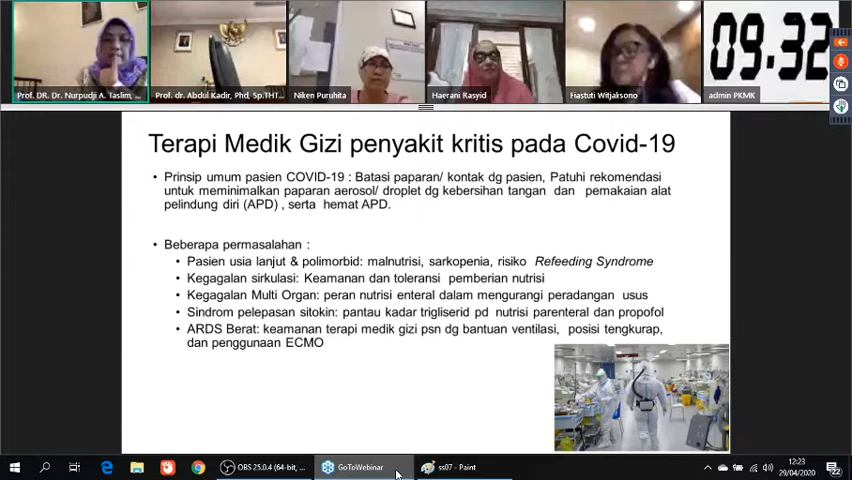 09.32
Prof. DR. Dr. Nurpudji A. Taslim, ...
Prof. dr. Abdul Kadir, Phd, Sp.THT...
Niken Puruhita
Haerani Rasyid
Fiastuti Witjaksono
admin PKMK
Terapi Medik Gizi penyakit kritis pada Covid-19
• Prinsip umum pasien COVID-19 : Batasi paparan/ kontak dg pasien, Patuhi rekomendasi
untuk meminimalkan paparan aerosol/ droplet dg kebersihan tangan dan pemakaian alat
pelindung diri (APD) , serta hemat APD.
• Beberapa permasalahan :
• Pasien usia lanjut & polimorbid: malnutrisi, sarkopenia, risiko Refeeding Syndrome
• Kegagalan sirkulasi: Keamanan dan toleransi pemberian nutrisi
• Kegagalan Multi Organ: peran nutrisi enteral dalam mengurangi peradangan usus
• Sindrom pelepasan sitokin: pantau kadar trigliserid pd nutrisi parenteral dan propofol
• ARDS Berat: keamanan terapi medik gizi psn dg bantuan ventilasi, posisi tengkurap,
dan penggunaan ECMO
OBS 25.0.4 (64-bit, ...
GoToWebinar
ss07 - Paint
12:23
29/04/2020
22